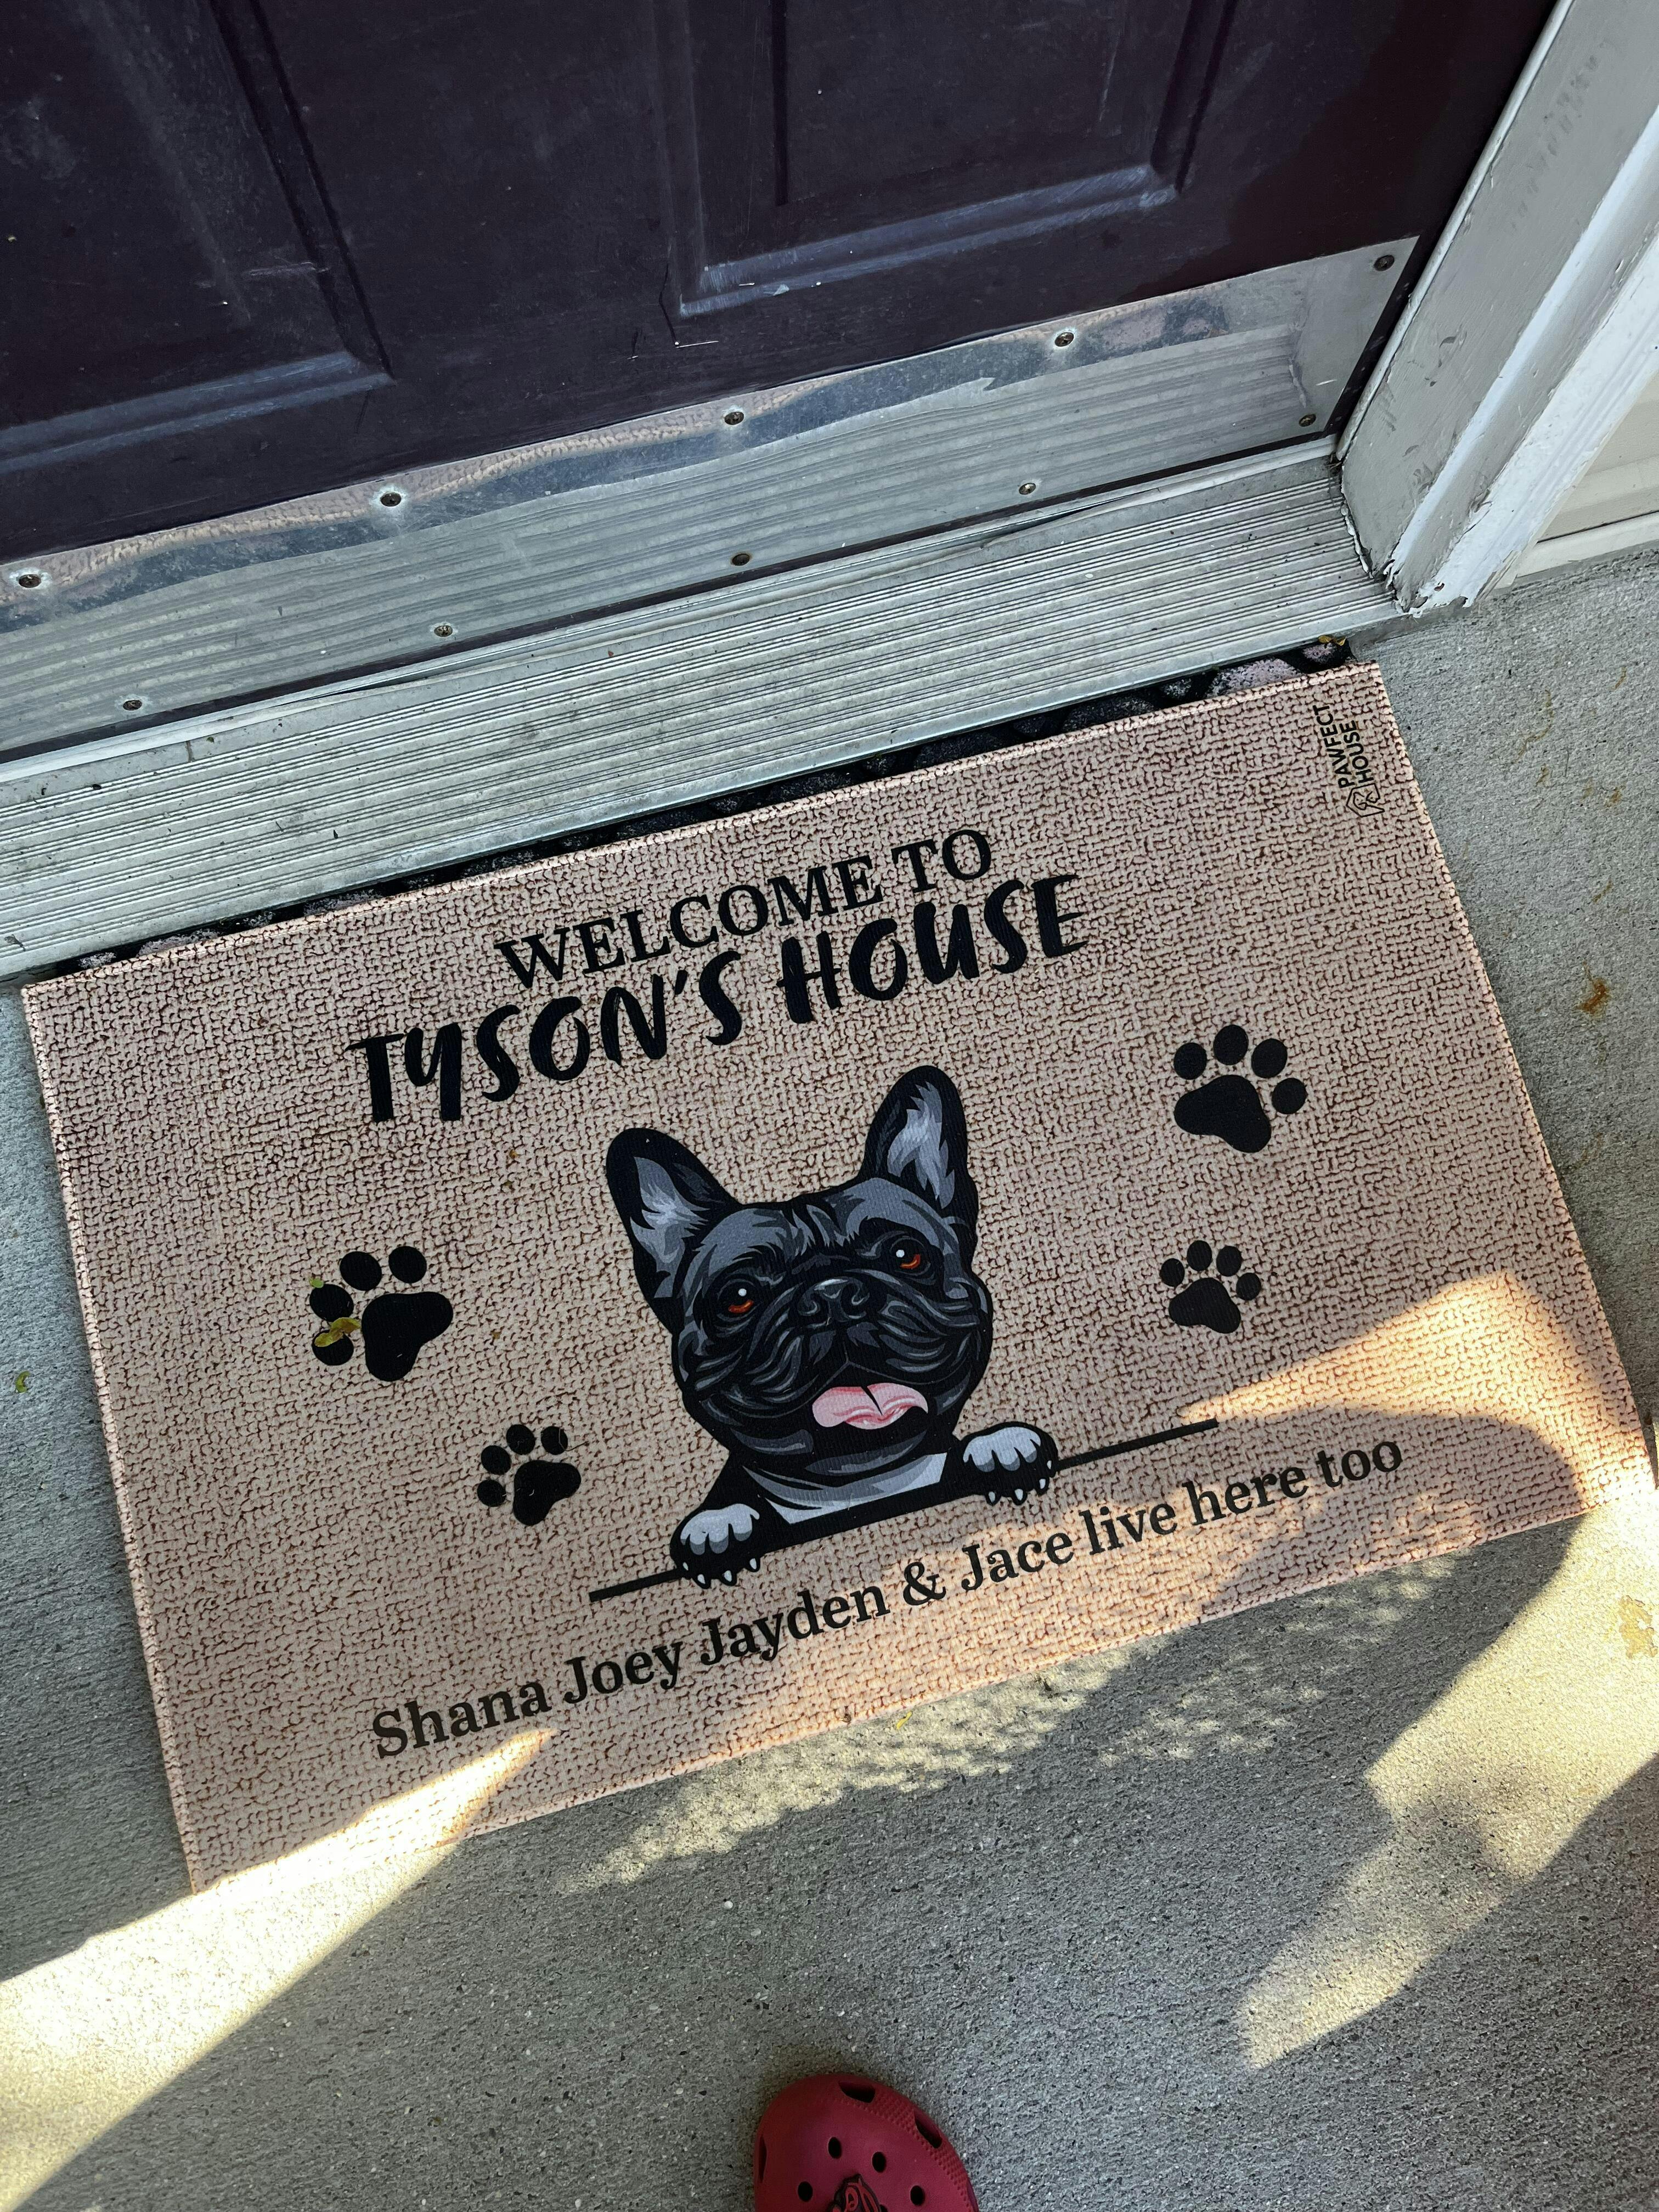 WELCOME TO
TYSON'S HOUSE
Shana Joey Jayden & Jace live here too
PAWFECT
HOUSE